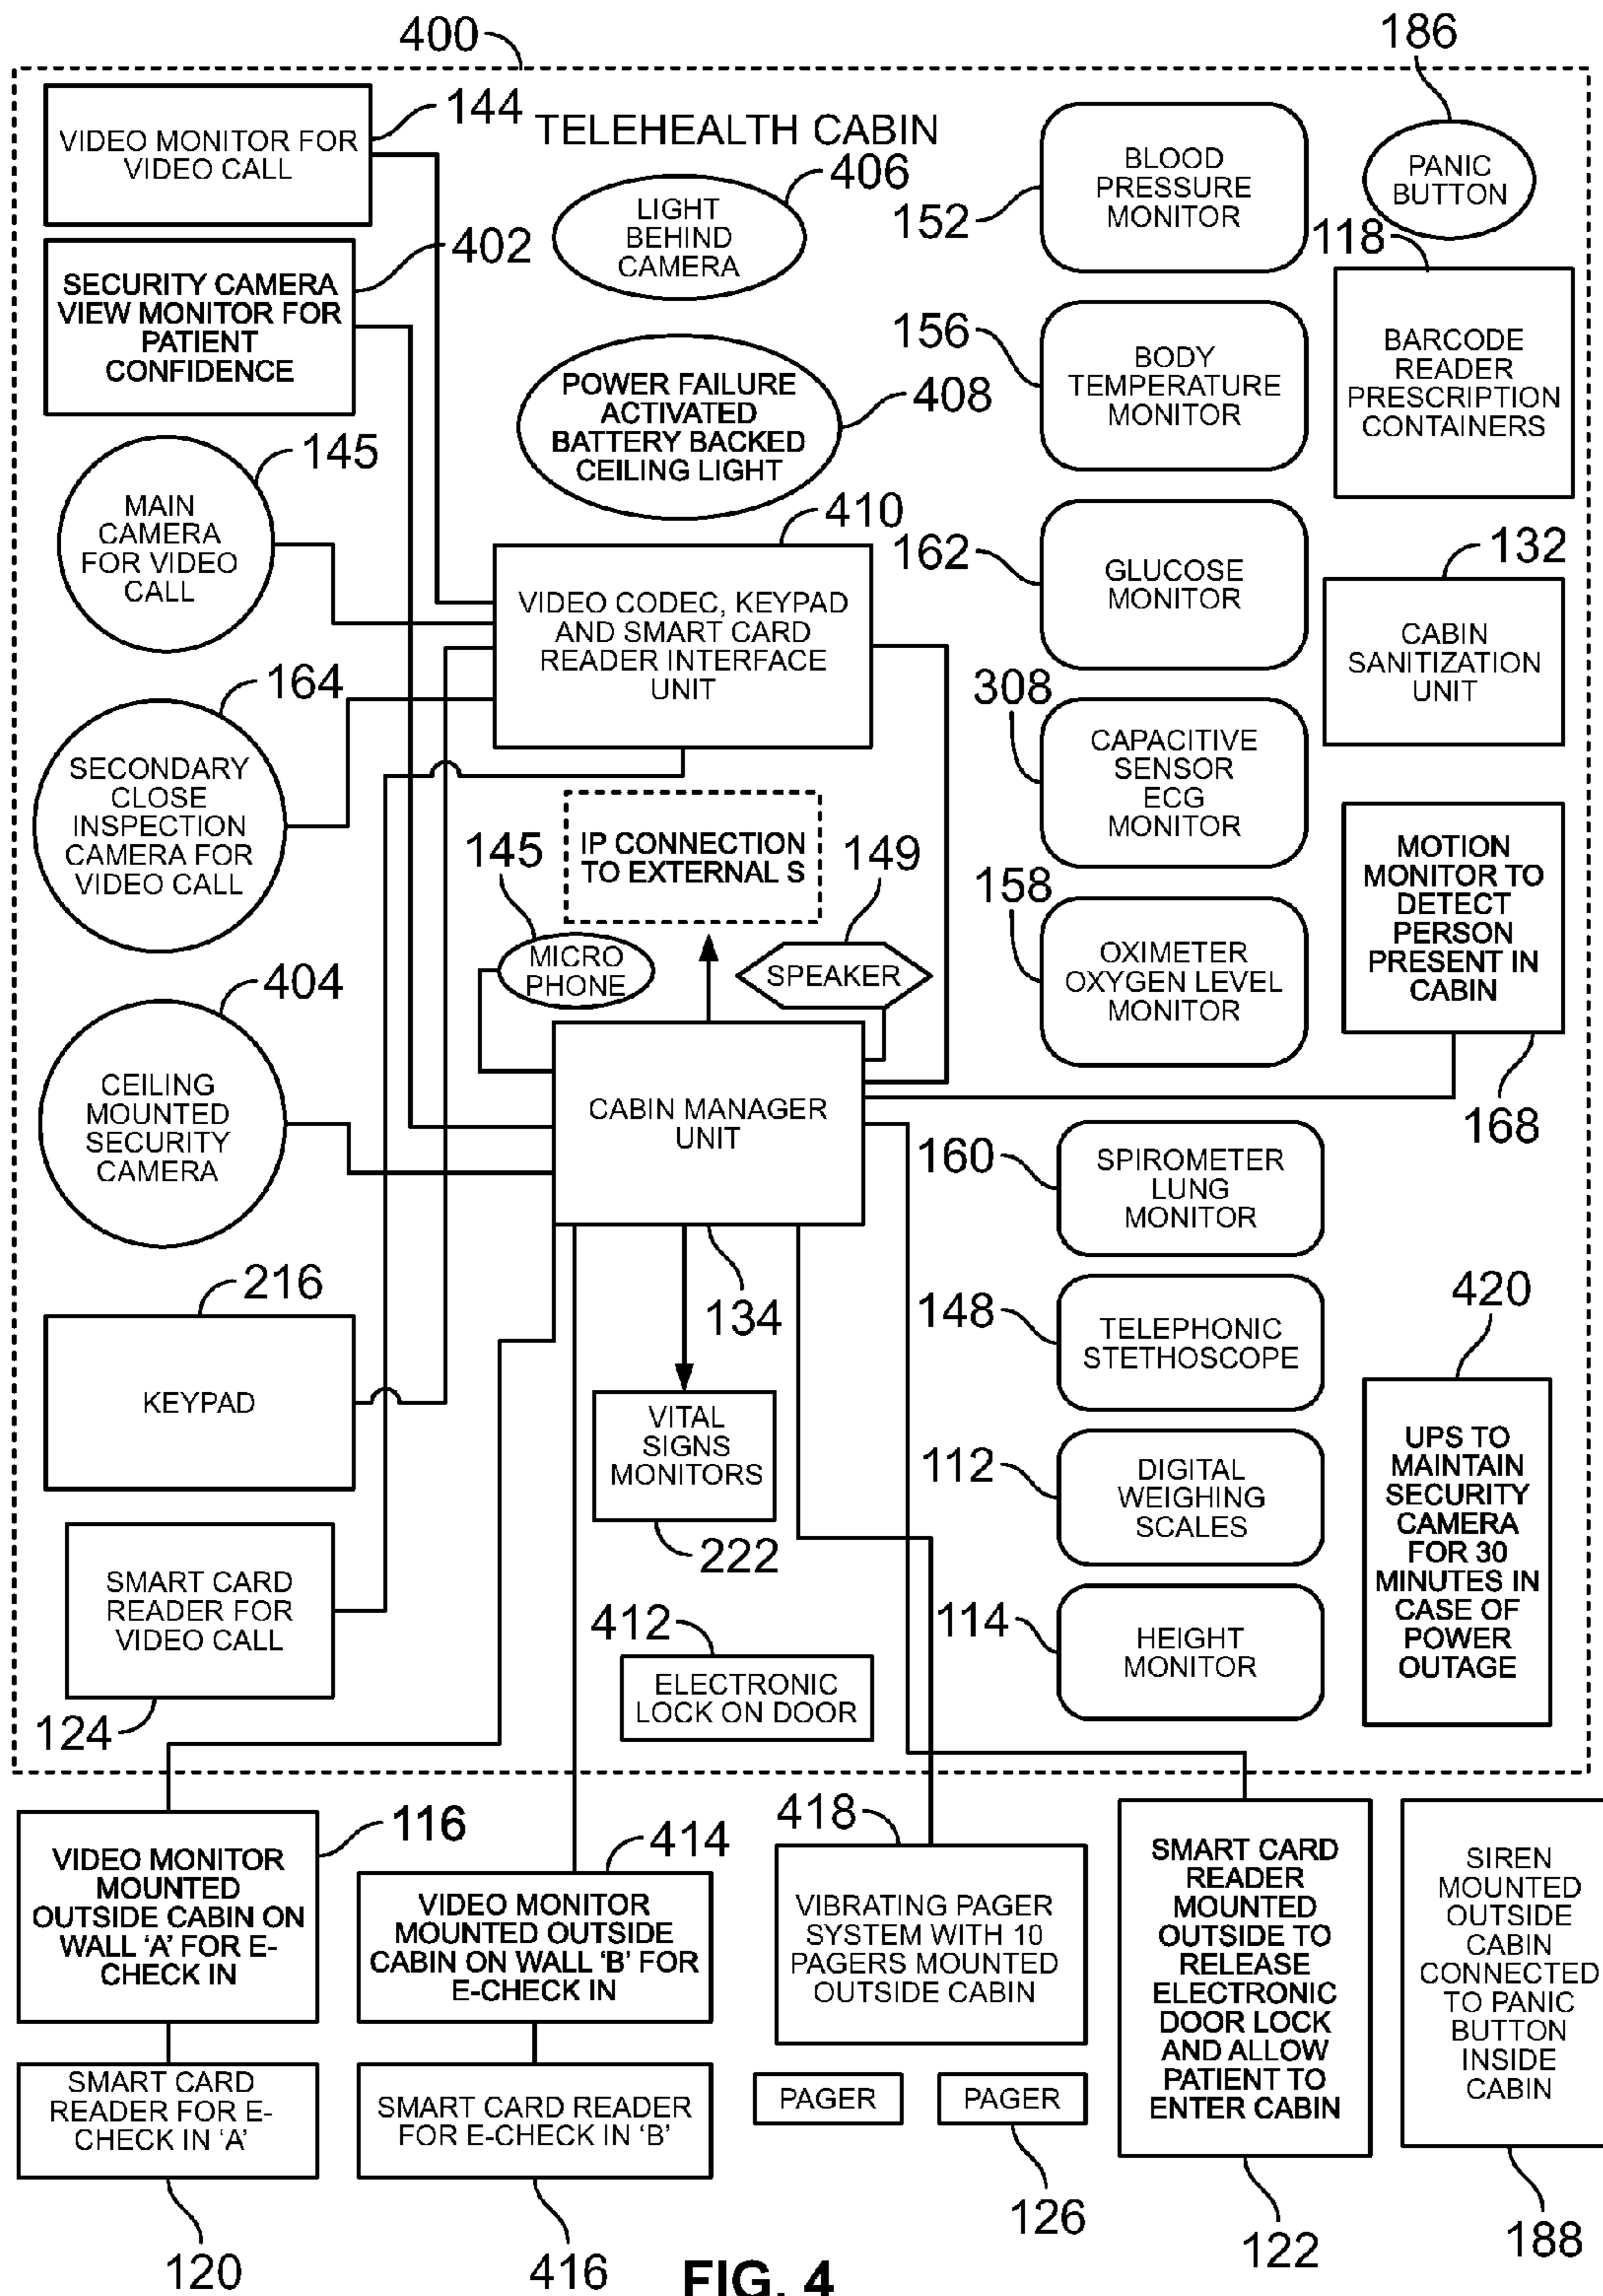 400
186
144
TELEHEALTH CABIN
VIDEO MONITOR FOR
VIDEO CALL
406
LIGHT
BEHIND
CAMERA
152
BLOOD
PRESSURE
MONITOR
PANIC
BUTTON
118
402
SECURITY CAMERA
VIEW MONITOR FOR
PATIENT
CONFIDENCE
POWER FAILURE
ACTIVATED
BATTERY BACKED
CEILING LIGHT
408
156
BODY
TEMPERATURE
MONITOR
BARCODE
READER
PRESCRIPTION
CONTAINERS
145
MAIN
CAMERA
FOR VIDEO
CALL
410
VIDEO CODEC, KEYPAD
AND SMART CARD
READER INTERFACE
UNIT
162
GLUCOSE
MONITOR
132
CABIN
SANITIZATION
UNIT
164
SECONDARY
CLOSE
INSPECTION
CAMERA FOR
VIDEO CALL
308
CAPACITIVE
SENSOR
ECG
MONITOR
145
MICRO
PHONE
IP CONNECTION
TO EXTERNAL S
149
SPEAKER
158
OXIMETER
OXYGEN LEVEL
MONITOR
MOTION
MONITOR TO
DETECT
PERSON
PRESENT IN
CABIN
168
404
CEILING
MOUNTED
SECURITY
CAMERA
CABIN MANAGER
UNIT
134
160
SPIROMETER
LUNG
MONITOR
216
KEYPAD
VITAL
SIGNS
MONITORS
222
148
TELEPHONIC
STETHOSCOPE
420
UPS TO
MAINTAIN
SECURITY
CAMERA
FOR 30
MINUTES IN
CASE OF
POWER
OUTAGE
112
DIGITAL
WEIGHING
SCALES
SMART CARD
READER FOR
VIDEO CALL
124
412
ELECTRONIC
LOCK ON DOOR
114
HEIGHT
MONITOR
116
VIDEO MONITOR
MOUNTED
OUTSIDE CABIN ON
WALL ‘A’ FOR E-
CHECK IN
414
VIDEO MONITOR
MOUNTED OUTSIDE
CABIN ON WALL ‘B’ FOR
E-CHECK IN
418
VIBRATING PAGER
SYSTEM WITH 10
PAGERS MOUNTED
OUTSIDE CABIN
SMART CARD
READER
MOUNTED
OUTSIDE TO
RELEASE
ELECTRONIC
DOOR LOCK
AND ALLOW
PATIENT TO
ENTER CABIN
SIREN
MOUNTED
OUTSIDE
CABIN
CONNECTED
TO PANIC
BUTTON
INSIDE
CABIN
SMART CARD
READER FOR E-
CHECK IN ‘A’
SMART CARD READER
FOR E-CHECK IN ‘B’
PAGER
PAGER
120
416
126
122
188
FIG. 4